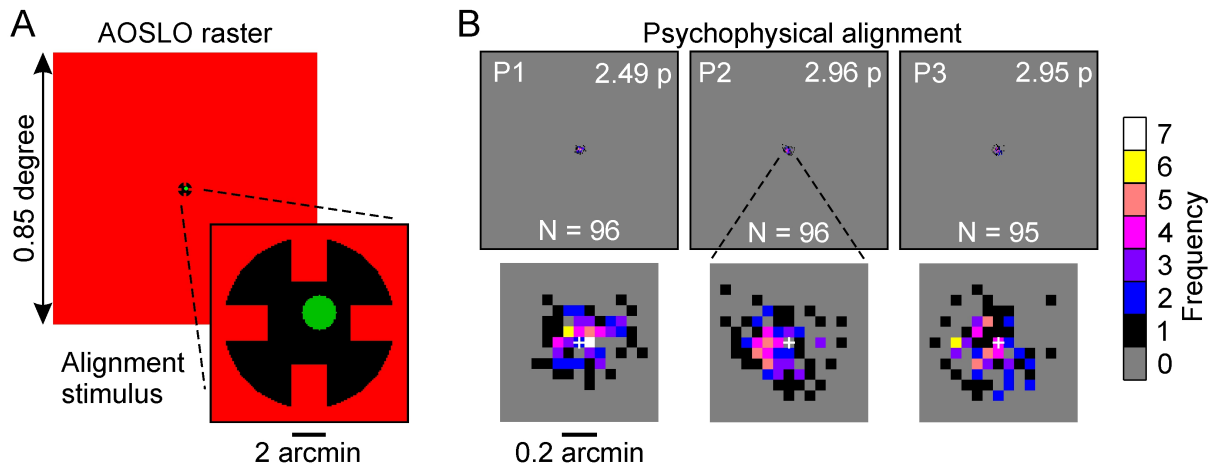 A
AOSLO raster
0.85 degree
Alignment
stimulus
2 arcmin
B
Psychophysical alignment
P1 2.49 p
N = 96
P2 2.96 p
N = 96
P3 2.95 p
N = 95
0.2 arcmin
7
6
5
4
3
2
1
0
Frequency